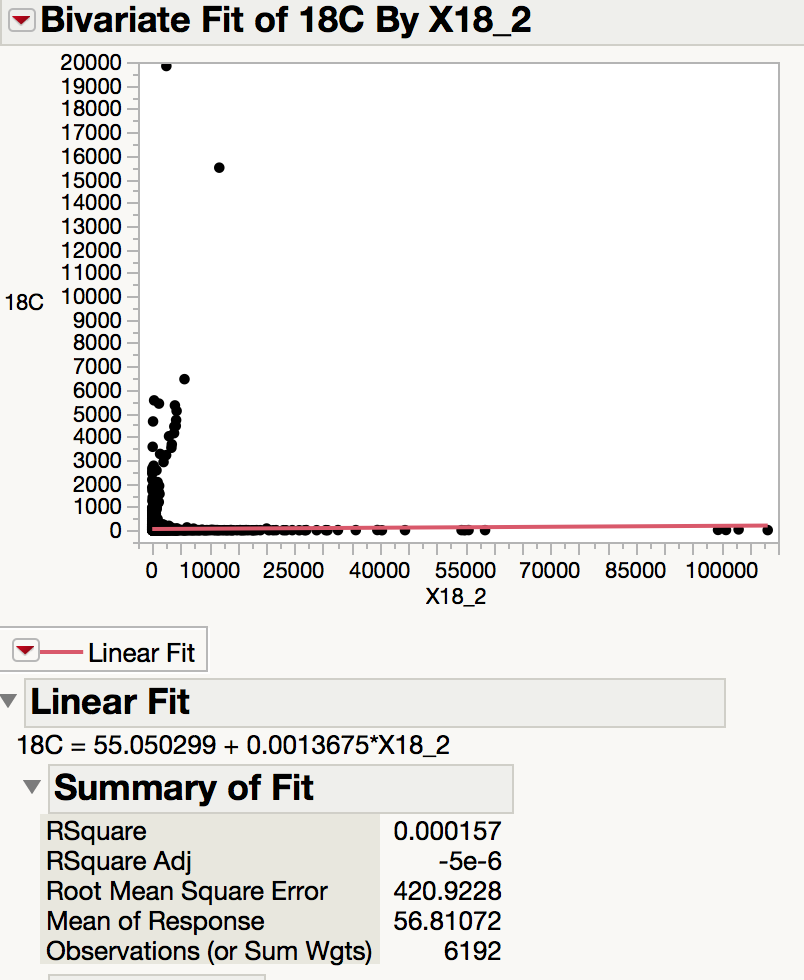 Bivariate Fit of 18C By X18_2
20000
19000
18000
17000
16000
15000
14000
13000
12000
11000
10000
9000
8000
7000
6000
5000
4000
3000
2000
1000
0
18C
0 10000 25000 40000 55000 70000 85000 100000
X18_2
Linear Fit
Linear Fit
18C = 55.050299 + 0.0013675*X18_2
Summary of Fit
RSquare 0.000157
RSquare Adj -5e-6
Root Mean Square Error 420.9228
Mean of Response 56.81072
Observations (or Sum Wgts) 6192